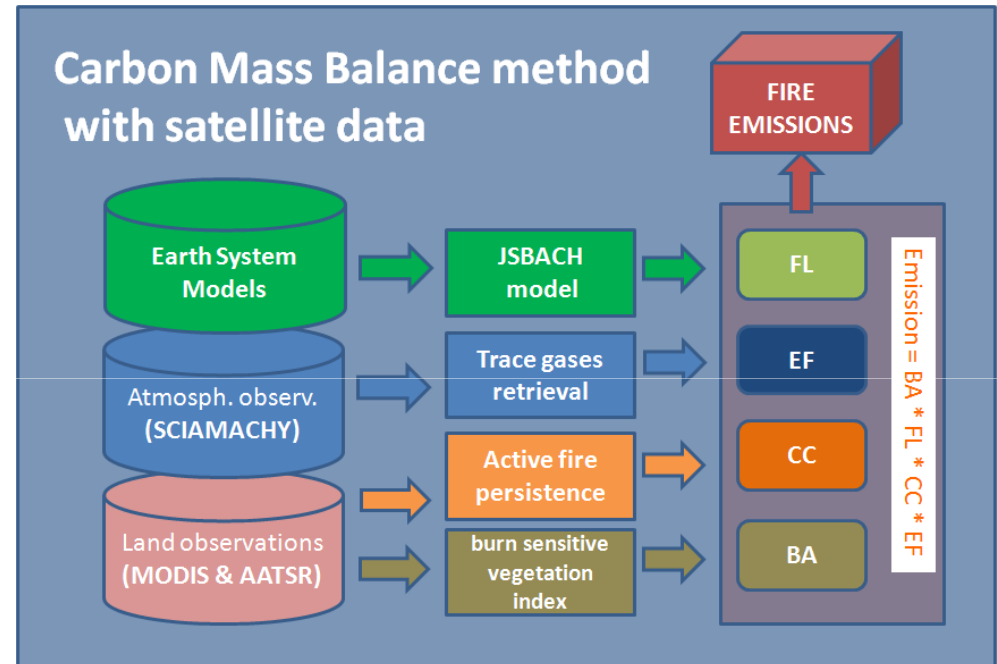 Carbon Mass Balance method
with satellite data
FIRE
EMISSIONS
Earth System
Models
JSBACH
model
FL
Atmosph. observ.
(SCIAMACHY)
Trace gases
retrieval
EF
Land observations
(MODIS & AATSR)
Active fire
persistence
CC
burn sensitive
vegetation
index
BA
Emission = BA * FL * CC * EF